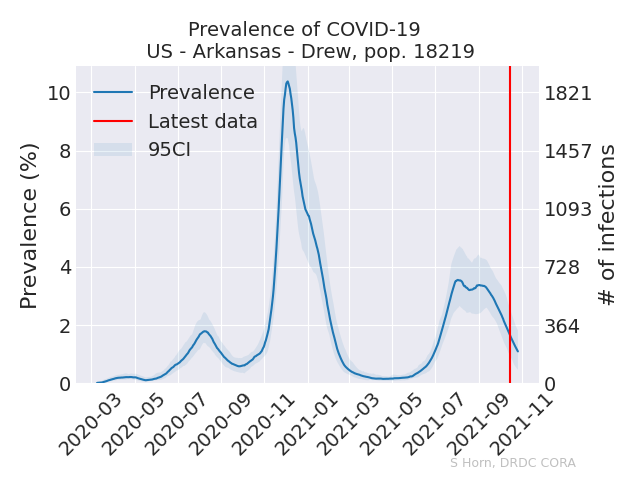 Prevalence of COVID-19
US - Arkansas - Drew, pop. 18219
Prevalence (%)
10
8
6
4
2
0
Prevalence
Latest data
95CI
1821
1457
1093
728
364
0
# of infections
2020-03
2020-05
2020-07
2020-09
2020-11
2021-01
2021-03
2021-05
2021-07
2021-09
2021-11
S Horn, DRDC CORA